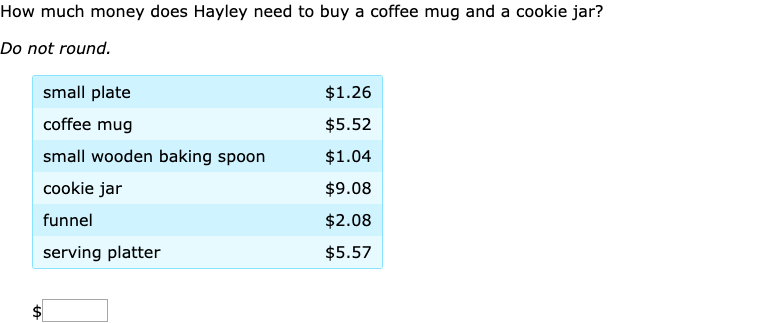 How much money does Hayley need to buy a coffee mug and a cookie jar?
Do not round.
small plate $1.26
coffee mug $5.52
small wooden baking spoon $1.04
cookie jar $9.08
funnel $2.08
serving platter $5.57
$